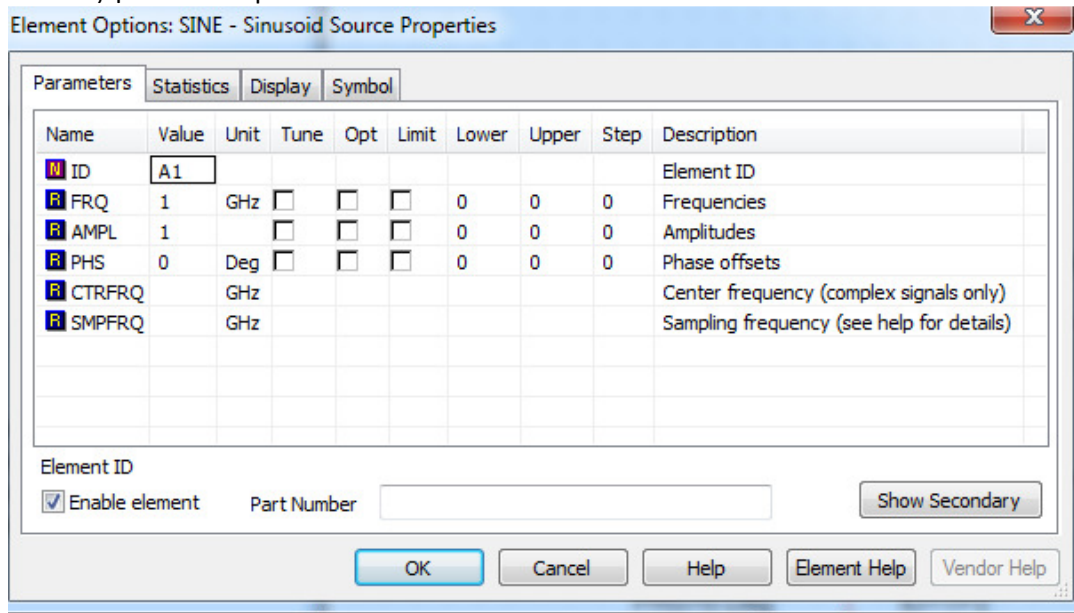 Element Options: SINE - Sinusoid Source Properties
X
Parameters Statistics Display Symbol
Name Value Unit Tune Opt Limit Lower Upper Step Description
N ID A1 Element ID
R FRQ 1 GHz 0 0 0 Frequencies
R AMPL 1 0 0 0 Amplitudes
R PHS 0 Deg 0 0 0 Phase offsets
R CTRFRQ GHz Center frequency (complex signals only)
R SMPFRQ GHz Sampling frequency (see help for details)
Element ID
Enable element Part Number Show Secondary
OK Cancel Help Element Help Vendor Help